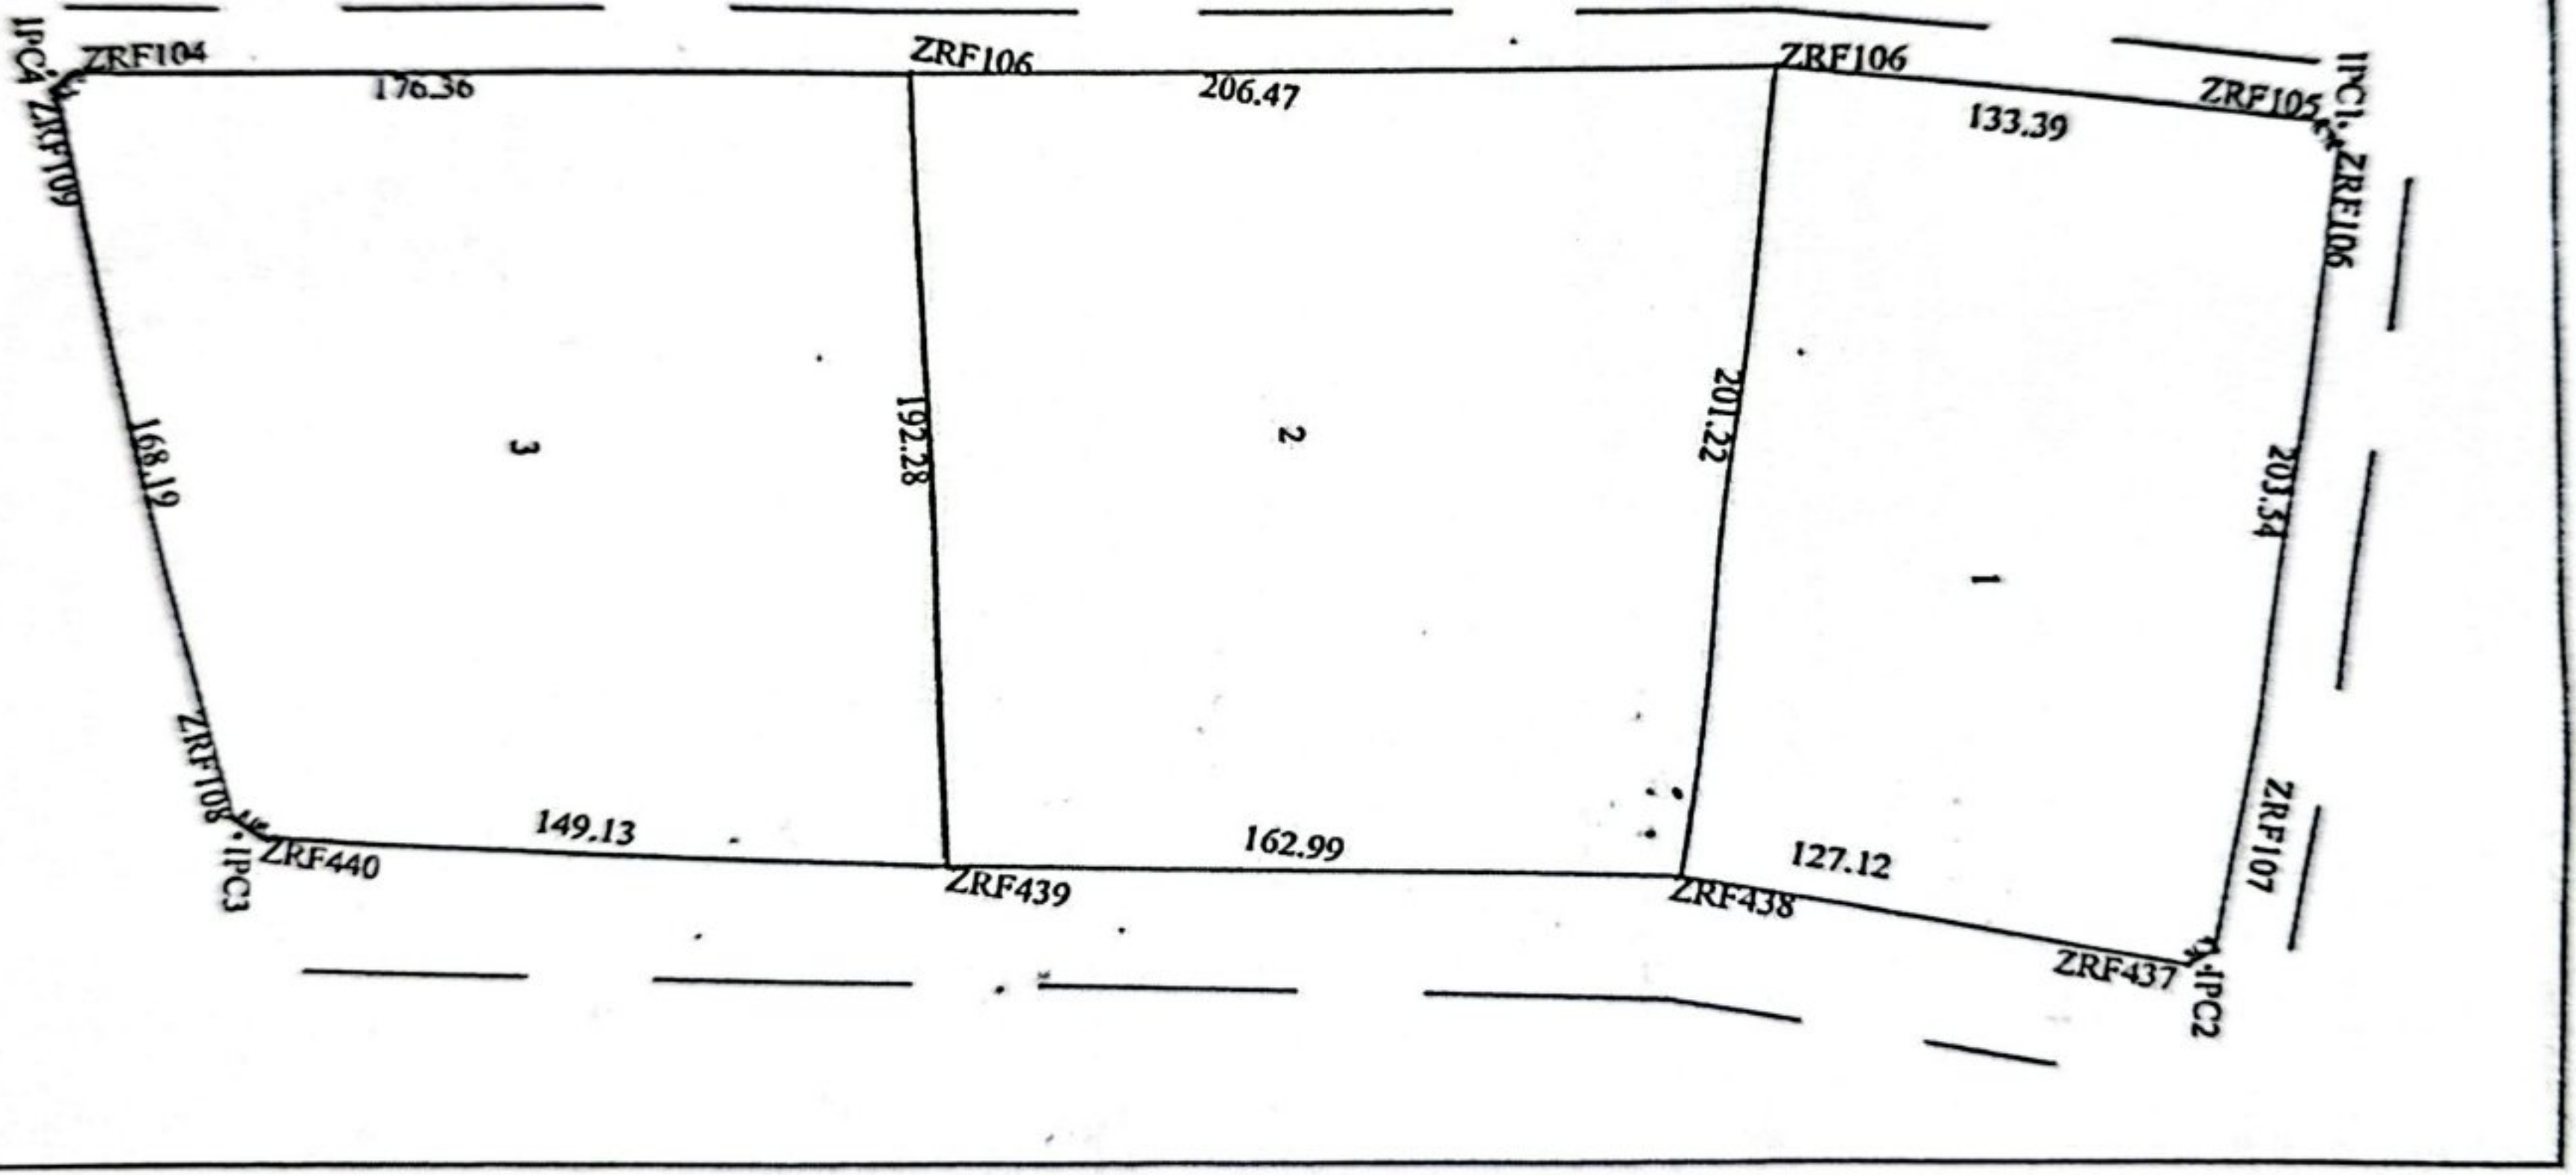 IPC4
ZRF104
176.36
ZRF106
206.47
ZRF106
133.39
ZRF105
IPC1
ZRF109
ZRF106
168.19
3
192.28
2
201.22
1
203.54
ZRF108
IPC3
ZRF440
149.13
ZRF439
162.99
ZRF438
127.12
ZRF107
ZRF437
IPC2